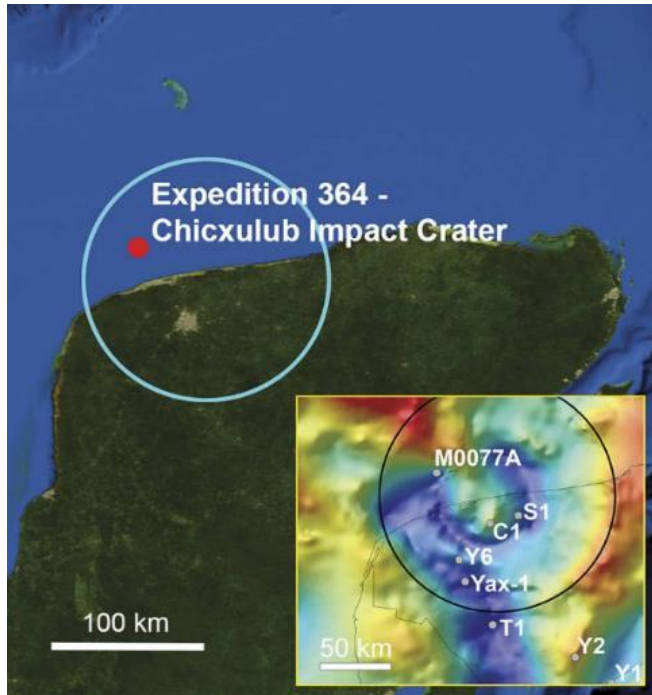 Expedition 364 -
Chicxulub Impact Crater
M0077A
S1
C1
Y6
Yax-1
T1
Y2
Y1
100 km
50 km